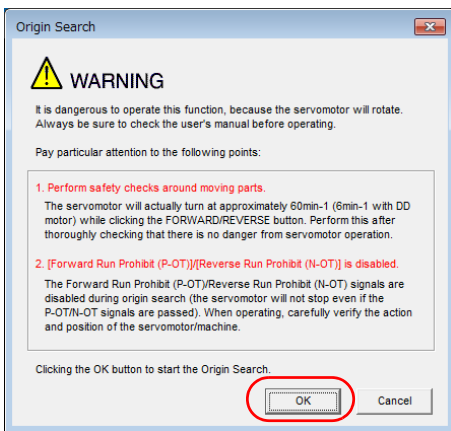 Origin Search
WARNING
It is dangerous to operate this function, because the servomotor will rotate.
Always be sure to check the user's manual before operating.
Pay particular attention to the following points:
1. Perform safety checks around moving parts.
The servomotor will actually turn at approximately 60min-1 (6min-1 with DD
motor) while clicking the FORWARD/REVERSE button. Perform this after
thoroughly checking that there is no danger from servomotor operation.
2. [Forward Run Prohibit (P-OT)]/[Reverse Run Prohibit (N-OT)] is disabled.
The Forward Run Prohibit (P-OT)/Reverse Run Prohibit (N-OT) signals are
disabled during origin search (the servomotor will not stop even if the
P-OT/N-OT signals are passed). When operating, carefully verify the action
and position of the servomotor/machine.
Clicking the OK button to start the Origin Search.
OK
Cancel